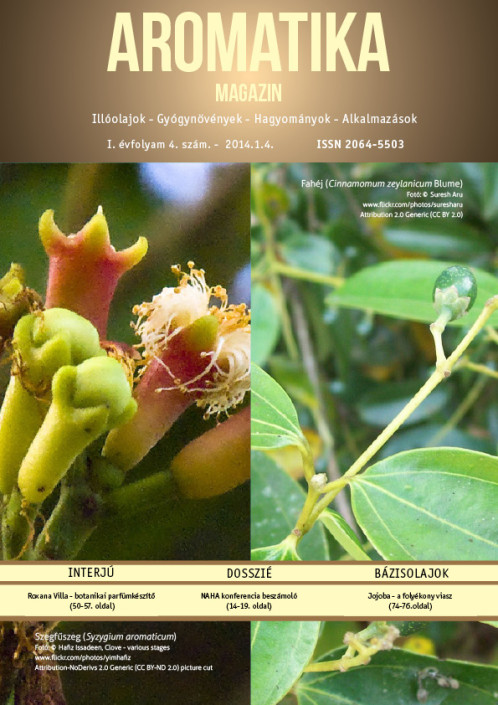 AROMATIKA
MAGAZIN
Illóolajok - Gyógynövények - Hagyományok - Alkalmazások
I. évfolyam 4. szám. - 2014.1.4. ISSN 2064-5503
Fahéj (Cinnamomum zeylanicum Blume)
Fotó: © Suresh Aru
www.flickr.com/photos/suresharu
Attribution 2.0 Generic (CC BY 2.0)
INTERJÚ
Roxana Villa - botanikai parfümkészítő
(50-57. oldal)
DOSSZIÉ
NAHA konferencia beszámoló
(14-19. oldal)
BÁZISOLAJOK
Jojoba - a folyékony viasz
(74-76.oldal)
Szegfűszeg (Syzygium aromaticum)
Fotó: © Hafiz Issadeen, Clove - various stages
www.flickr.com/photos/yimhafiz
Attribution-NoDerivs 2.0 Generic (CC BY-ND 2.0) picture cut